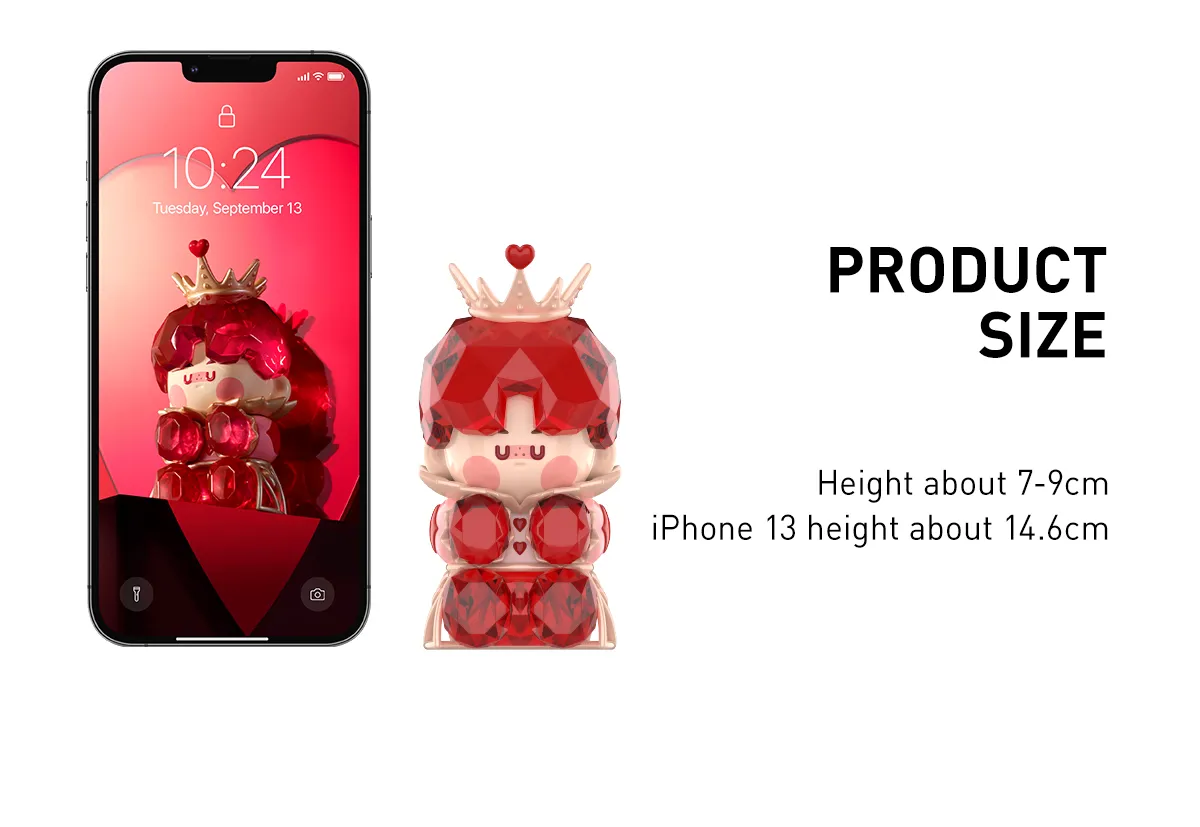 10:24
Tuesday, September 13
PRODUCT
SIZE
Height about 7-9cm
iPhone 13 height about 14.6cm